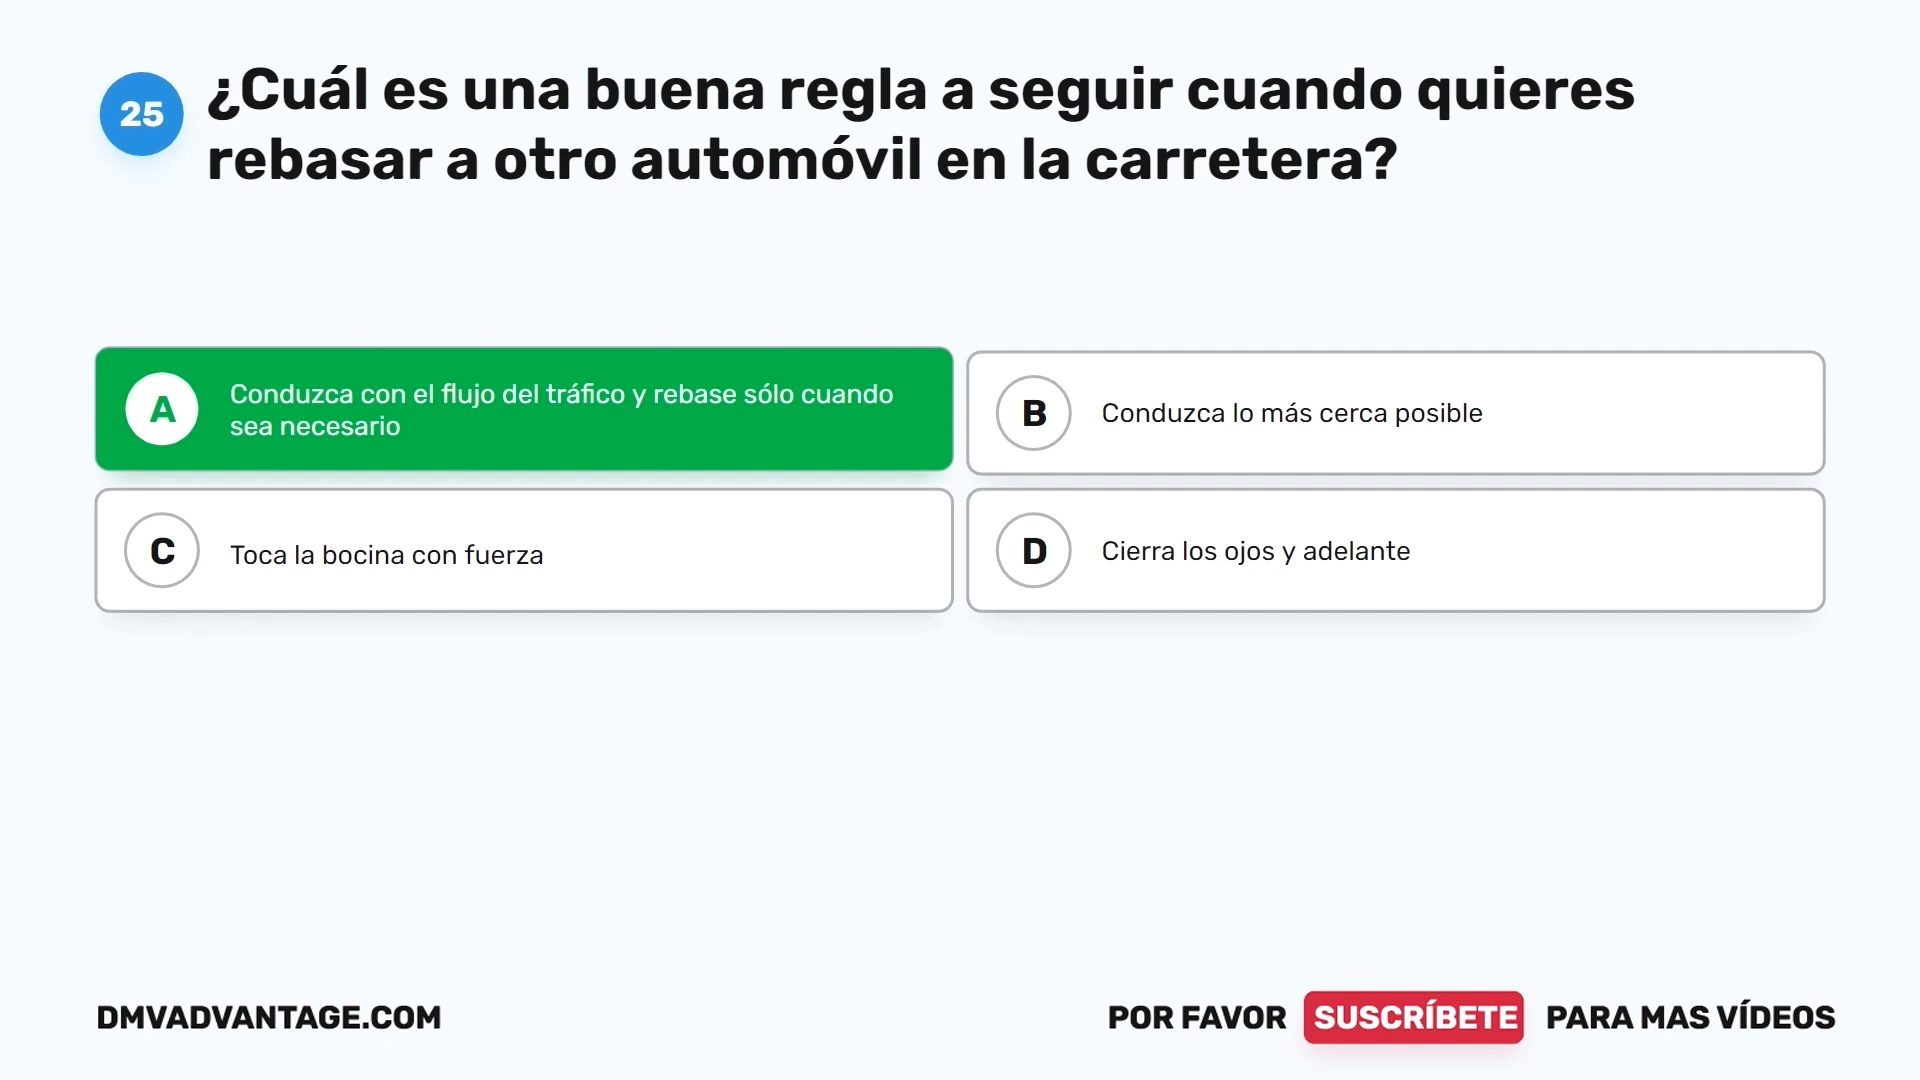 25
¿Cuál es una buena regla a seguir cuando quieres
rebasar a otro automóvil en la carretera?
A
Conduzca con el flujo del tráfico y rebase sólo cuando
sea necesario
B
Conduzca lo más cerca posible
C
Toca la bocina con fuerza
D
Cierra los ojos y adelante
DMVADVANTAGE.COM
POR FAVOR SUSCRÍBETE PARA MAS VÍDEOS